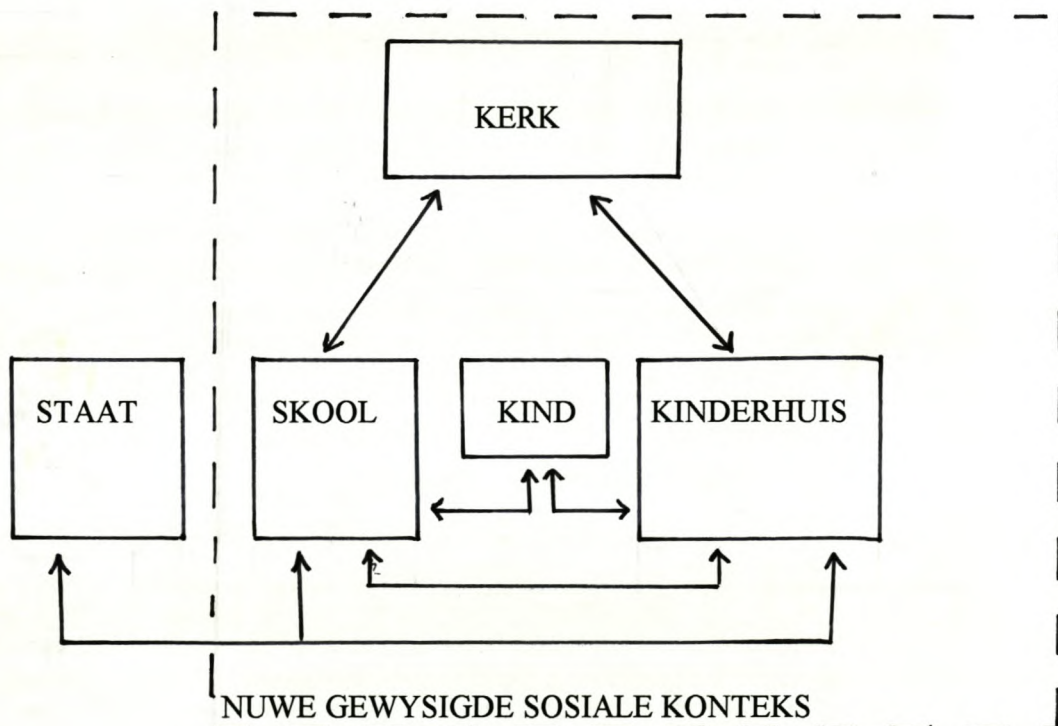 KERK
STAAT
SKOOL
KIND
KINDERHUIS
NUWE GEWYSIGDE SOSIALE KONTEKS